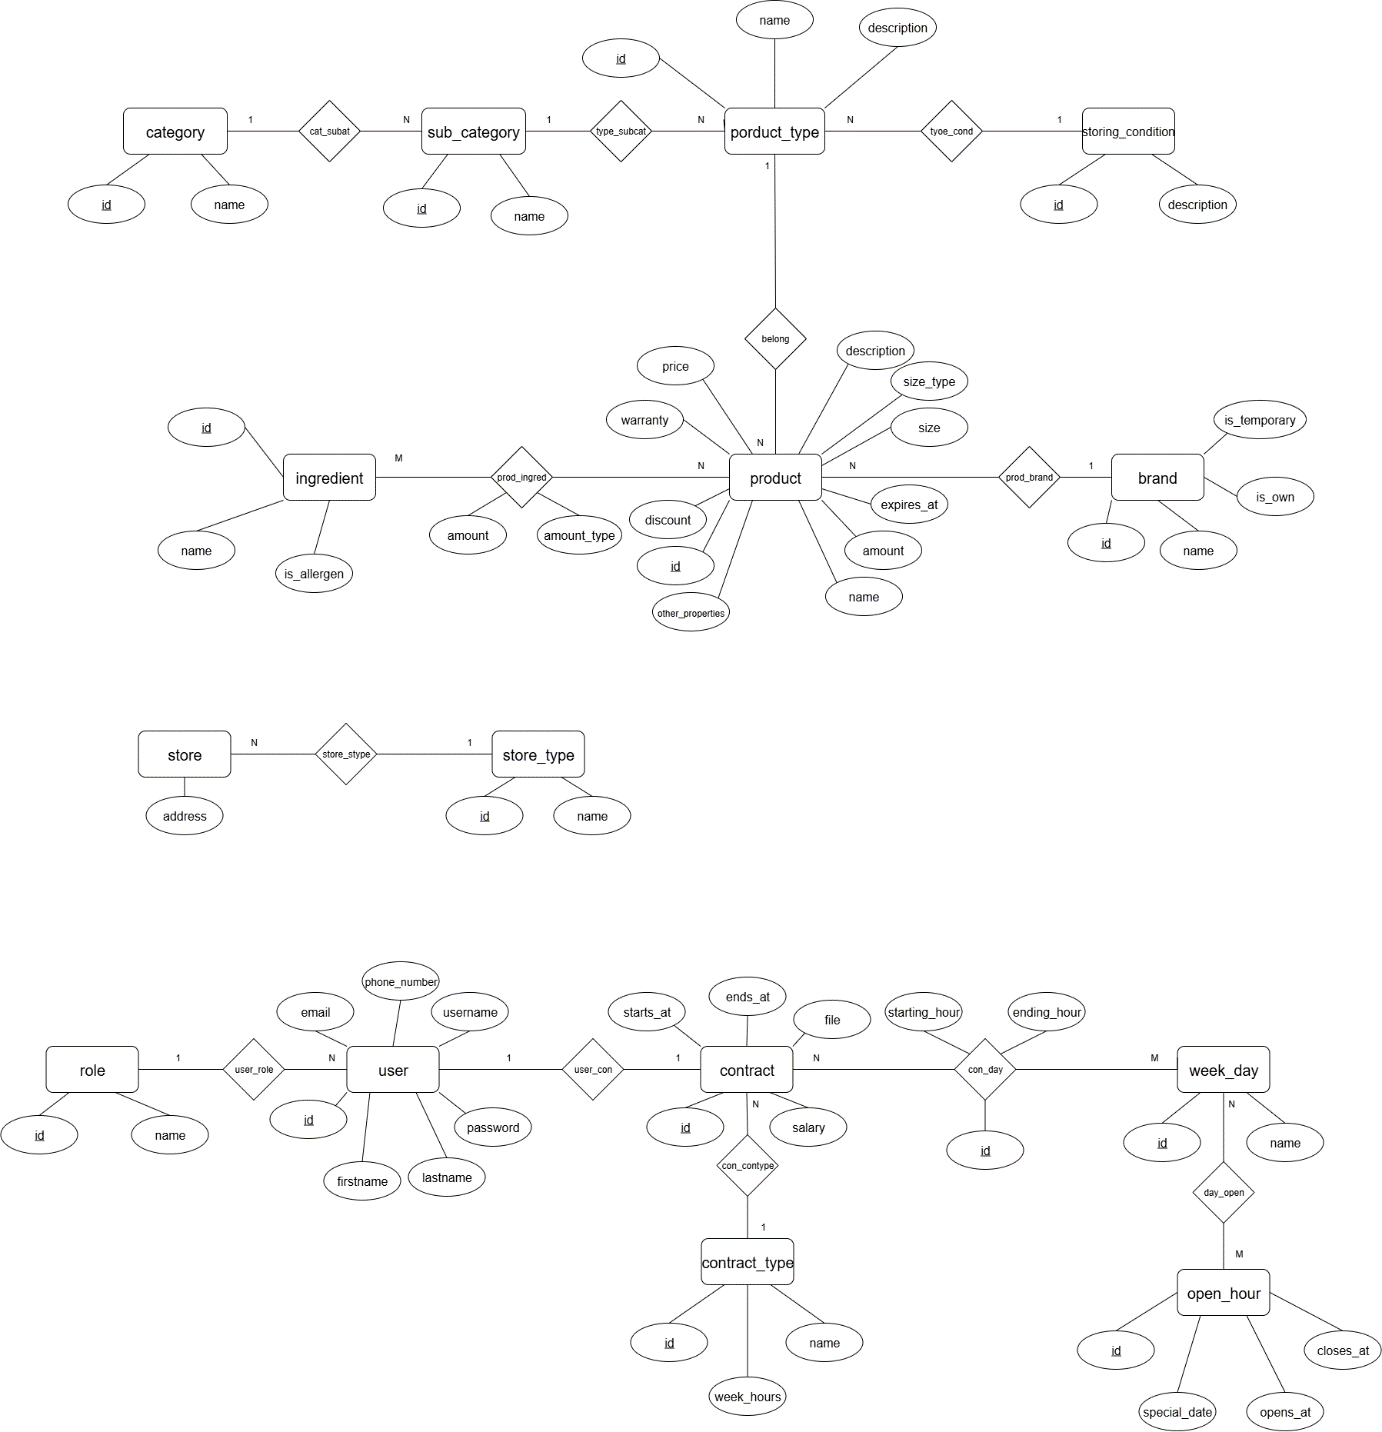 name
description
id
category
1
cat_subat
N
sub_category
1
type_subcat
N
porduct_type
N
tyoe_cond
1
storing_condition
id
name
id
name
1
id
description
belong
price
description
size_type
warranty
size
id
is_temporary
M
N
N
N
1
ingredient
prod_ingred
product
prod_brand
brand
is_own
expires_at
discount
amount
amount_type
amount
id
name
name
is_allergen
id
name
other_properties
store
N
store_stype
1
store_type
address
id
name
phone_number
email
username
starts_at
ends_at
file
starting_hour
ending_hour
role
1
user_role
N
user
1
user_con
1
contract
N
con_day
M
week_day
id
name
id
password
firstname
lastname
id
N
salary
id
N
id
name
con_contype
day_open
1
M
contract_type
open_hour
id
name
week_hours
id
closes_at
special_date
opens_at